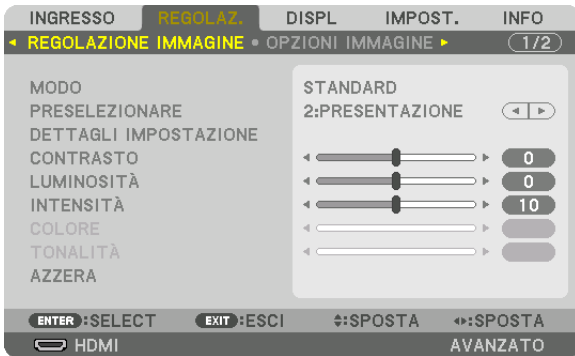 INGRESSO REGOLAZ. DISPL IMPOST. INFO
REGOLAZIONE IMMAGINE OPZIONI IMMAGINE 1/2
MODO STANDARD
PRESELEZIONARE 2:PRESENTAZIONE
DETTAGLI IMPOSTAZIONE
CONTRASTO 0
LUMINOSITÀ 0
INTENSITÀ 10
COLORE
TONALITÀ
AZZERA
ENTER :SELECT EXIT :ESCI :SPOSTA :SPOSTA
HDMI AVANZATO